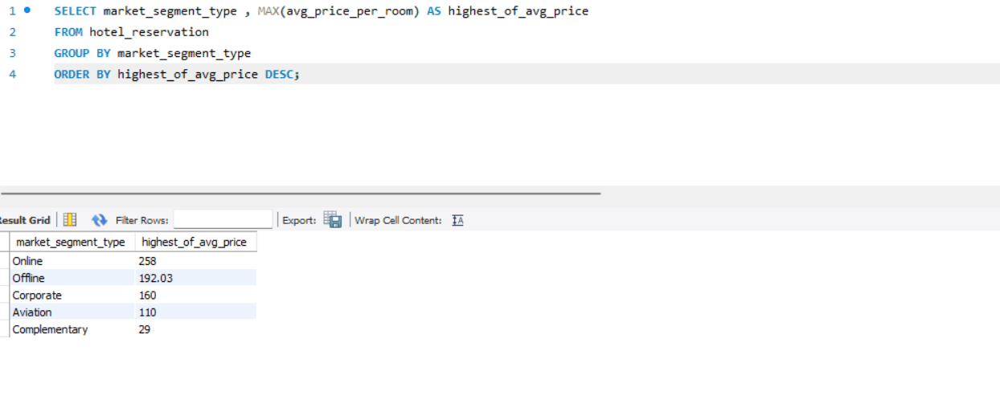 1 SELECT market_segment_type , MAX(avg_price_per_room) AS highest_of_avg_price
2 FROM hotel_reservation
3 GROUP BY market_segment_type
4 ORDER BY highest_of_avg_price DESC;
Result Grid Filter Rows: Export: Wrap Cell Content: IA
market_segment_type highest_of_avg_price
Online 258
Offline 192.03
Corporate 160
Aviation 110
Complementary 29